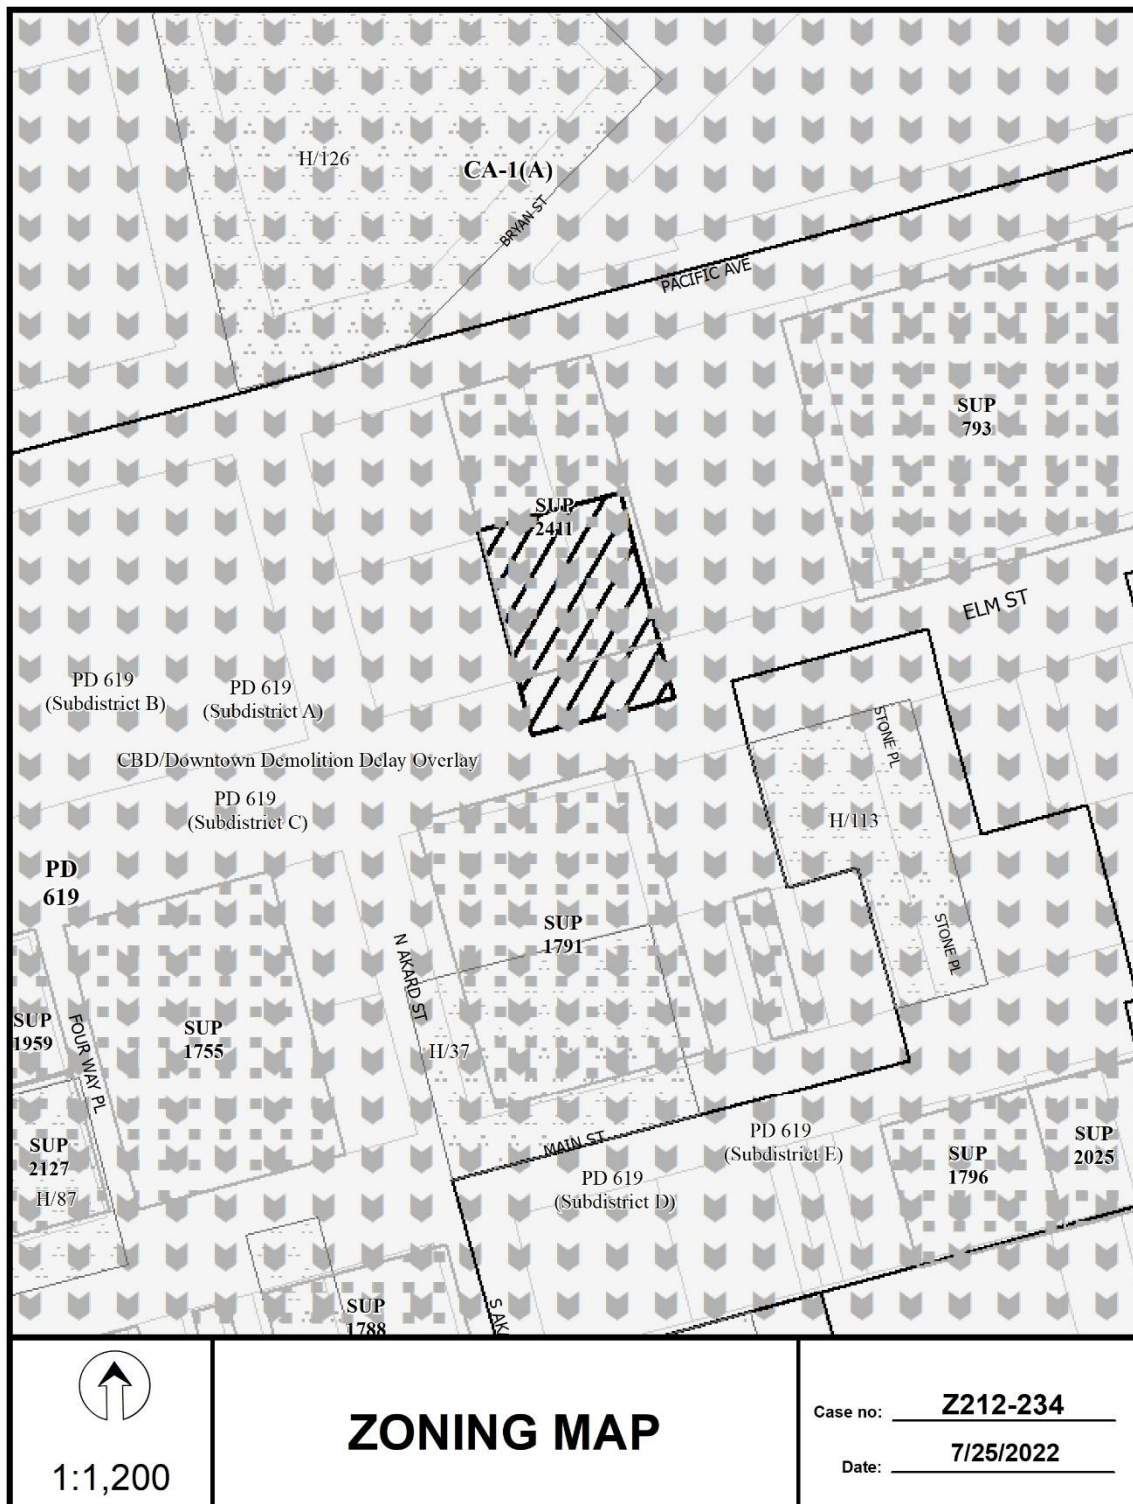 H/126
CA-1(A)
BRYAN ST
PACIFIC AVE
SUP
793
SUP
2411
ELM ST
PD 619
(Subdistrict B)
PD 619
(Subdistrict A)
STONE PL
CBD/Downtown Demolition Delay Overlay
PD 619
(Subdistrict C)
H/113
PD
619
SUP
1791
STONE PL
N AKARD ST
SUP
1959
FOUR WAY PL
SUP
1755
H/37
SUP
2127
H/87
MAIN ST
PD 619
(Subdistrict E)
SUP
2025
SUP
1796
PD 619
(Subdistrict D)
SUP
1788
S AK
1:1,200
ZONING MAP
Case no: Z212-234
Date: 7/25/2022